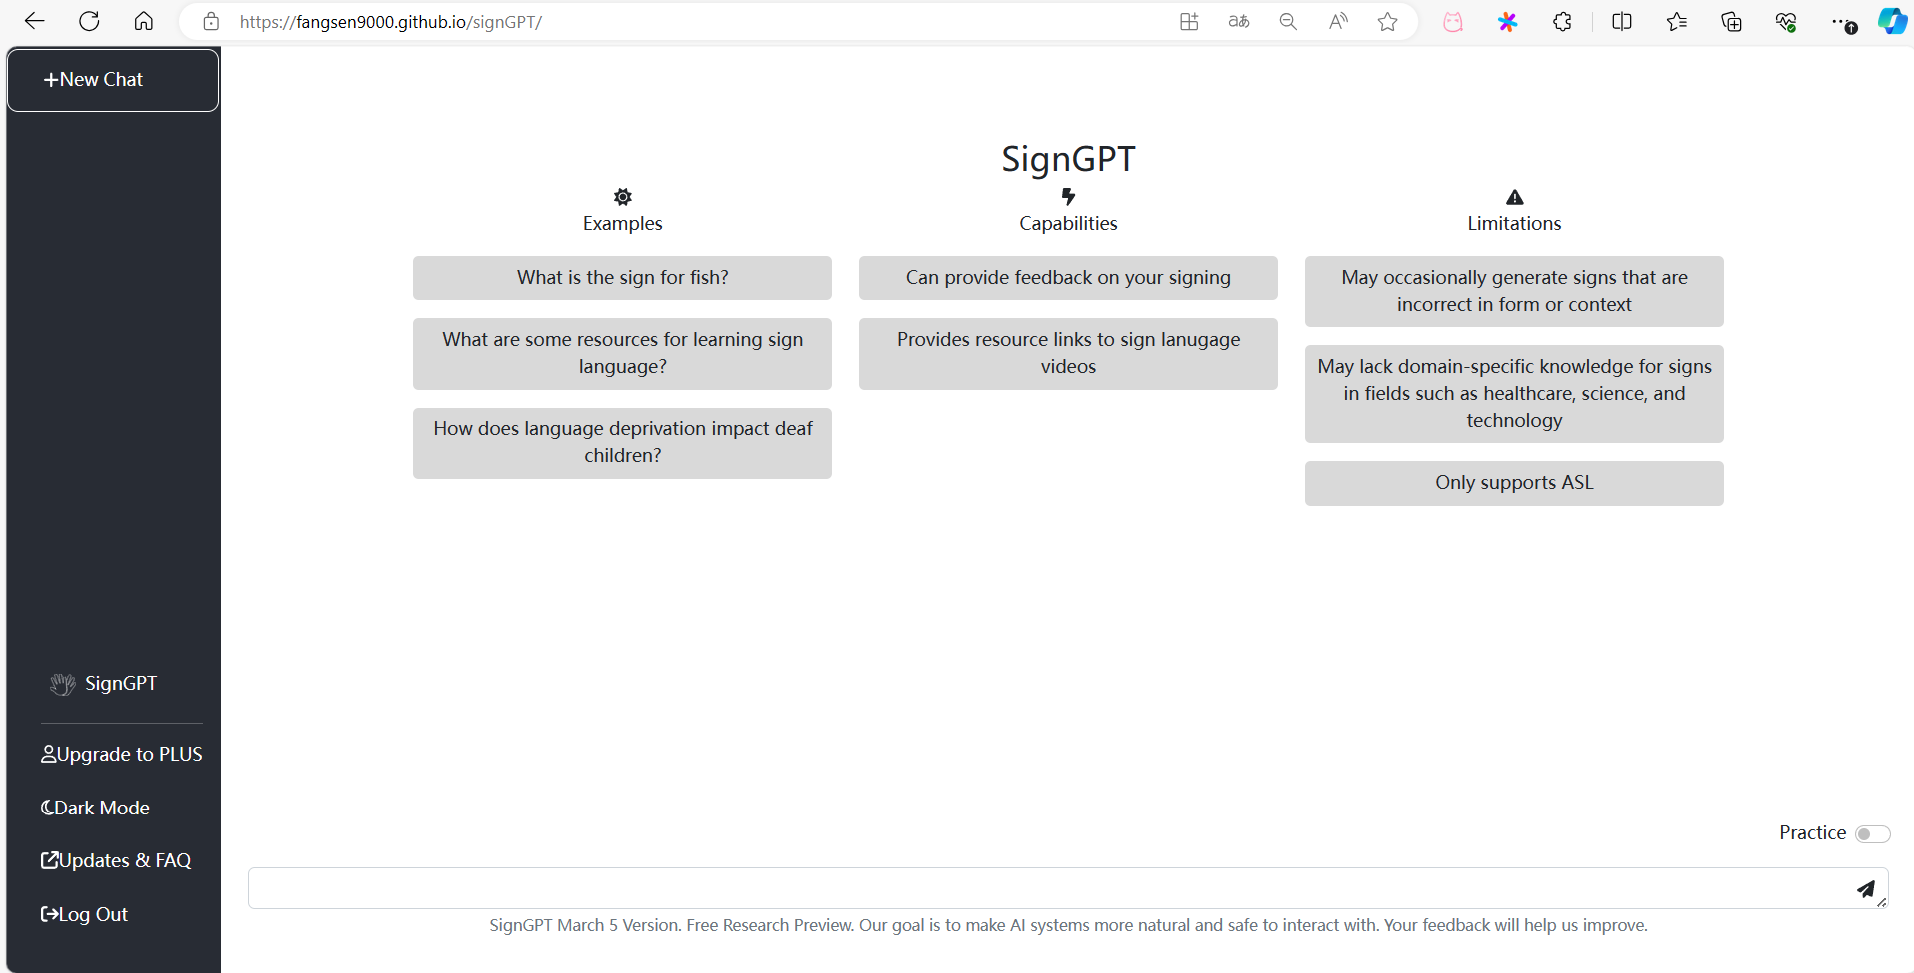 https://fangsen9000.github.io/signGPT/
aあ
A
New Chat
SignGPT
Examples
Capabilities
Limitations
What is the sign for fish?
What are some resources for learning sign
language?
How does language deprivation impact deaf
children?
Can provide feedback on your signing
Provides resource links to sign lanugage
videos
May occasionally generate signs that are
incorrect in form or context
May lack domain-specific knowledge for signs
in fields such as healthcare, science, and
technology
Only supports ASL
SignGPT
Upgrade to PLUS
Dark Mode
Updates & FAQ
Log Out
Practice
SignGPT March 5 Version. Free Research Preview. Our goal is to make AI systems more natural and safe to interact with. Your feedback will help us improve.